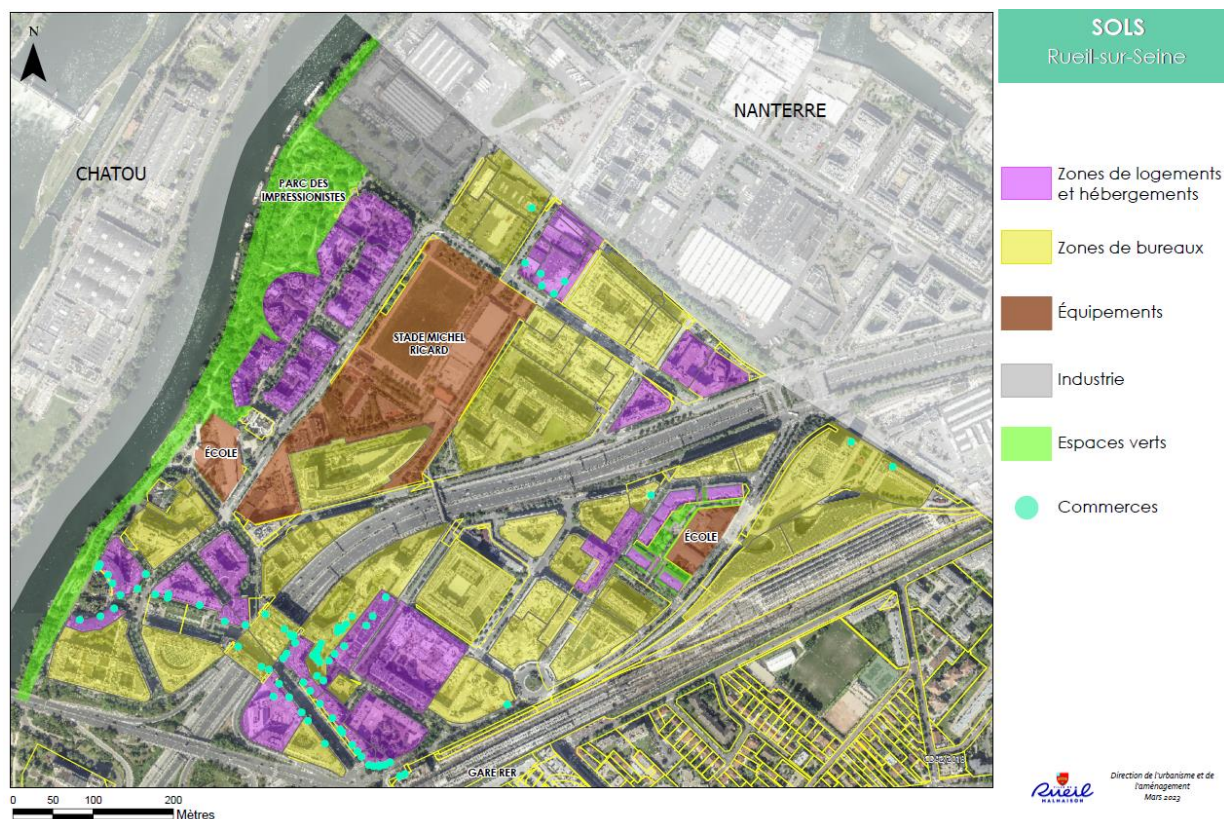 SOLS
Rueil-sur-Seine
N
NANTERRE
CHATOU
PARC DES
IMPRESSIONISTES
STADE MICHEL
RICARD
ÉCOLE
ÉCOLE
GARE RER
Zones de logements
et hébergements
Zones de bureaux
Équipements
Industrie
Espaces verts
Commerces
0 50 100 200
Mètres
Rueil
MALMAISON
Direction de l'urbanisme et de
l'aménagement
Mars 2023